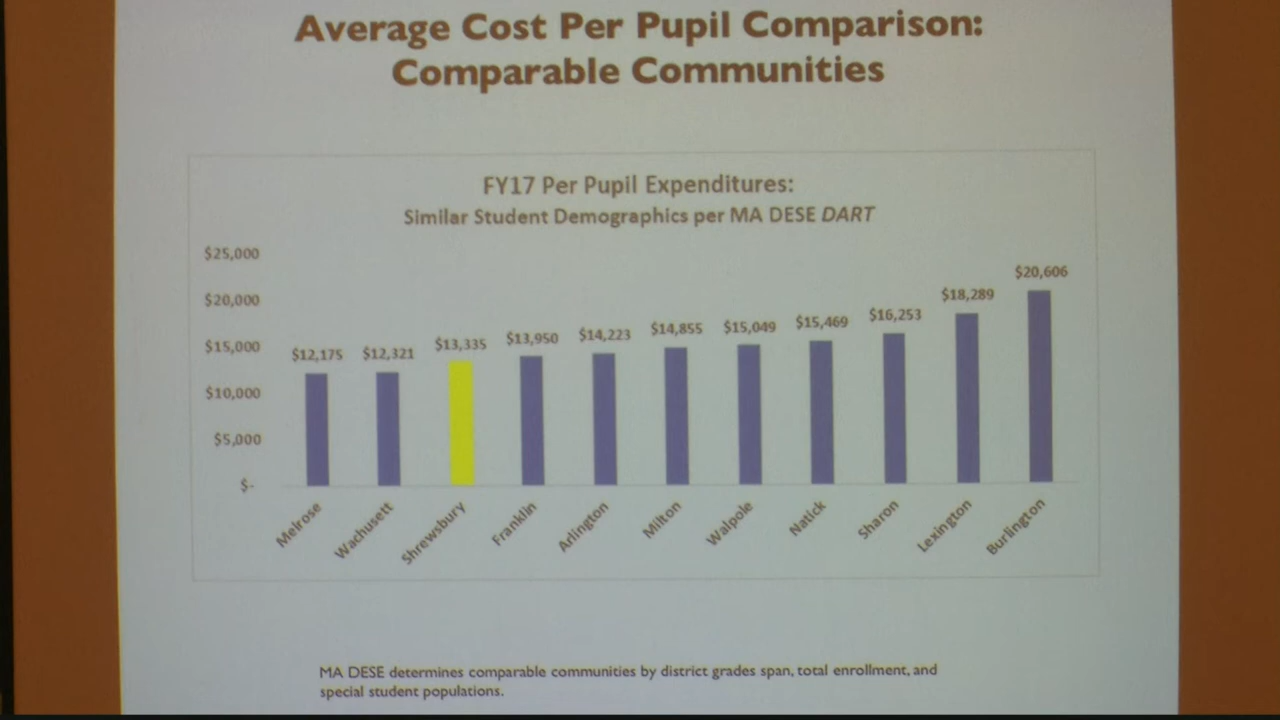 Average Cost Per Pupil Comparison:
Comparable Communities
FY17 Per Pupil Expenditures:
Similar Student Demographics per MA DESE DART
$25,000
$20,000
$15,000
$10,000
$5,000
$-
$12,175
$12,321
$13,335
$13,950
$14,223
$14,855
$15,049
$15,469
$16,253
$18,289
$20,606
Melrose
Wachusett
Shrewsbury
Franklin
Arlington
Milton
Walpole
Natick
Sharon
Lexington
Burlington
MA DESE determines comparable communities by district grades span, total enrollment, and
special student populations.